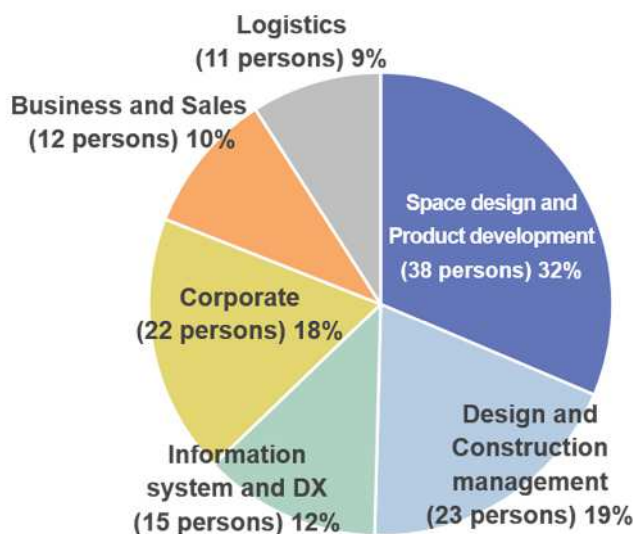 Logistics
(11 persons) 9%
Business and Sales
(12 persons) 10%
Space design and
Product development
(38 persons) 32%
Corporate
(22 persons) 18%
Design and
Construction
management
(23 persons) 19%
Information
system and DX
(15 persons) 12%